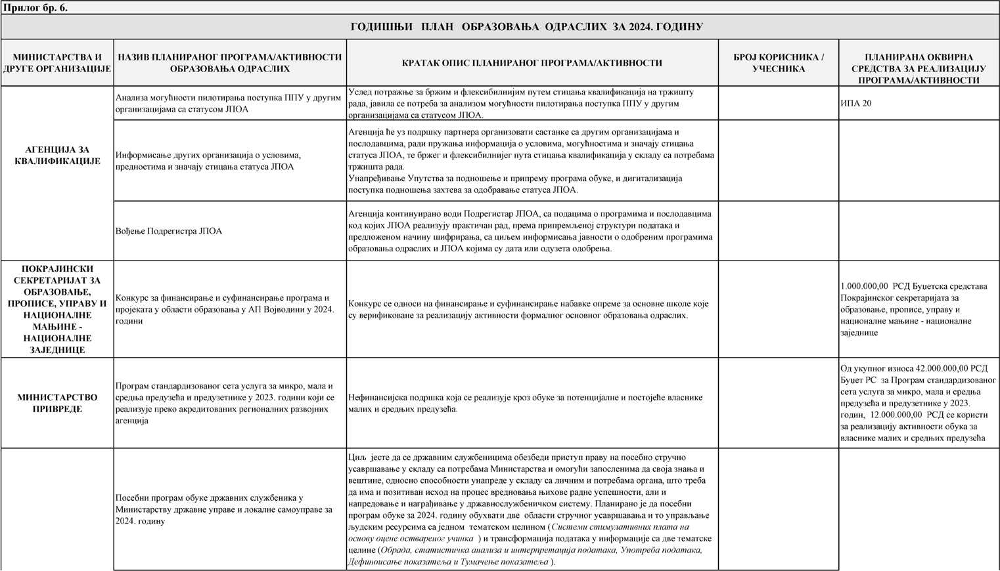 Прилог бр. 6.
ГОДИШЊИ ПЛАН ОБРАЗОВАЊА ОДРАСЛИХ ЗА 2024. ГОДИНУ
МИНИСТАРСТВА И
ДРУГЕ ОРГАНИЗАЦИЈЕ
НАЗИВ ПЛАНИРАНОГ ПРОГРАМА/АКТИВНОСТИ
ОБРАЗОВАЊА ОДРАСЛИХ
КРАТАК ОПИС ПЛАНИРАНОГ ПРОГРАМА/АКТИВНОСТИ
БРОЈ КОРИСНИКА /
УЧЕСНИКА
ПЛАНИРАНА ОКВИРНА
СРЕДСТВА ЗА РЕАЛИЗАЦИЈУ
ПРОГРАМА/АКТИВНОСТИ
АГЕНЦИЈА ЗА
КВАЛИФИКАЦИЈЕ
Анализа могућности пилотирања поступка ППУ у другим
организацијама са статусом ЈПОА
Услед потражње за бржим и флексибилнијим путем стицања квалификација на тржишту
рада, јавила се потреба за анализом могућности пилотирања поступка ППУ у другим
организацијама са статусом ЈПОА.
ИПА 20
Информисање других организација о условима,
предностима и значају стицања статуса ЈПОА
Агенција ће уз подршку партнера организовати састанке са другим организацијама и
послодавцима, ради пружања информација о условима, могућностима и значају стицања
статуса ЈПОА, те бржег и флексибилнијег пута стицања квалификација у складу са потребама
тржишта рада.
Унапређивање Упутства за подношење и припрему програма обуке, и дигитализација
поступка подношења захтева за одобравање статуса ЈПОА.
Вођење Подрегистра ЈПОА
Агенција континуирано води Подрегистар ЈПОА, са подацима о програмима и послодавцима
код којих ЈПОА реализују практичан рад, према припремљеној структури података и
предложеном начину шифрирања, са циљем информисања јавности о одобреним програмима
образовања одраслих и ЈПОА којима су дата или одузета одобрења.
ПОКРАЈИНСКИ
СЕКРЕТАРИЈАТ ЗА
ОБРАЗОВАЊЕ,
ПРОПИСЕ, УПРАВУ И
НАЦИОНАЛНЕ
МАЊИНЕ -
НАЦИОНАЛНЕ
ЗАЈЕДНИЦЕ
Конкурс за финансирање и суфинансирање програма и
пројеката у области образовања у АП Војводини у 2024.
години
Конкурс се односи на финансирање и суфинансирање набавке опреме за основне школе које
су верификоване за реализацију активности формалног основног образовања одраслих.
1.000.000,00 РСД Буџетска средстава
Покрајинског секретаријата за
образовање, прописе, управу и
националне мањине - националне
заједнице
МИНИСТАРСТВО
ПРИВРЕДЕ
Програм стандардизованог сета услуга за микро, мала и
средња предузећа и предузетнике у 2023. години који се
реализује преко акредитованих регионалних развојних
агенција
Нефинансијска подршка која се реализује кроз обуке за потенцијалне и постојеће власнике
малих и средњих предузећа.
Од укупног износа 42.000.000,00 РСД
Буџет РС за Програм стандардизованог
сета услуга за микро, мала и средња
предузећа и предузетнике у 2023.
годин, 12.000.000,00 РСД се користи
за реализацију активности обука за
власнике малих и средњих предузећа
Посебни програм обуке државних службеника у
Министарству државне управе и локалне самоуправе за
2024. годину
Циљ јесте да се државним службеницима обезбеди приступ праву на посебно стручно
усавршавање у складу са потребама Министарства и омогући запосленима да своја знања и
вештине, односно способности унапреде у складу са личним и потребама органа, што треба
да има и позитиван исход на процес вредновања њихове радне успешности, али и
напредовање и награђивање у државнослужбеничком систему. Планирано је да посебни
програм обуке за 2024. годину обухвати две области стручног усавршавања и то управљање
људским ресурсима са једном тематском целином (Системи стимулативних плата на
основу оцене оствареног учинка ) и трансформација података у информације са две тематске
целине (Обрада, статистичка анализа и интерпретација података, Употреба података,
Дефиноисање показатеља и Тумачење показатеља ).